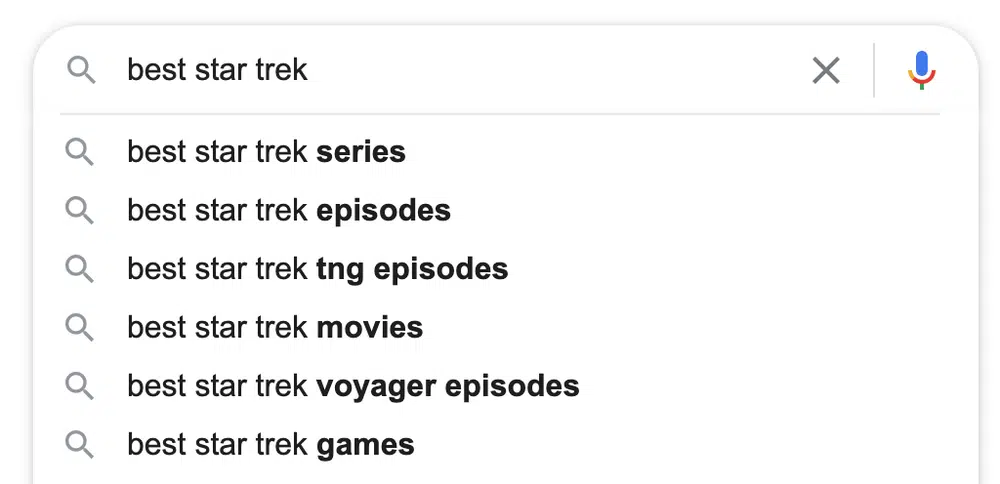 best star trek
best star trek series
best star trek episodes
best star trek tng episodes
best star trek movies
best star trek voyager episodes
best star trek games